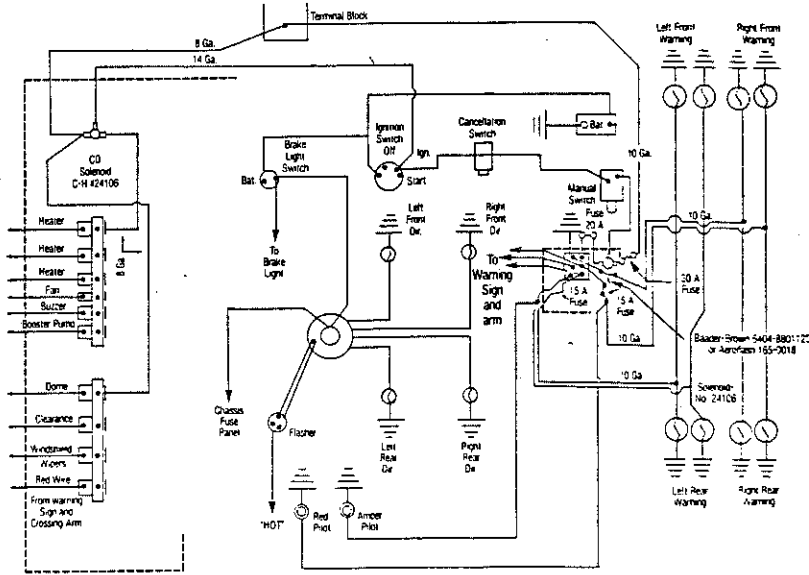 Terminal Block
8 Ga.
14 Ga.
Left Front
Warning
Right Front
Warning
CD
Solenoid
C-H #24106
Brake
Light
Switch
Bat.
Ignition
Switch
Off
Start
Ign.
Cancellation
Switch
Bat
10 Ga.
Manual
Switch
Fuse
20 A
10 Ga.
Heater
Heater
Heater
Fan
Buzzer
Booster Pump
8 Ga
To
Brake
Light
Left
Front
Dir.
Right
Front
Dir
To
Warning
Sign
and
arm
15 A
Fuse
15 A
Fuse
Fuse
10 Ga
10 Ga
or Aeroflash 165-0018
Solenoid
No. 24106
Dome
Clearance
Windshield
Wipers
Red Wire
From warning
Sign and
Crossing Arm
Chassis
Fuse
Panel
Flasher
"HOT"
Left
Rear
Dir
Right
Rear
Dir
Red
Pilot
Amber
Pilot
Left Rear
Warning
Right Rear
Warning